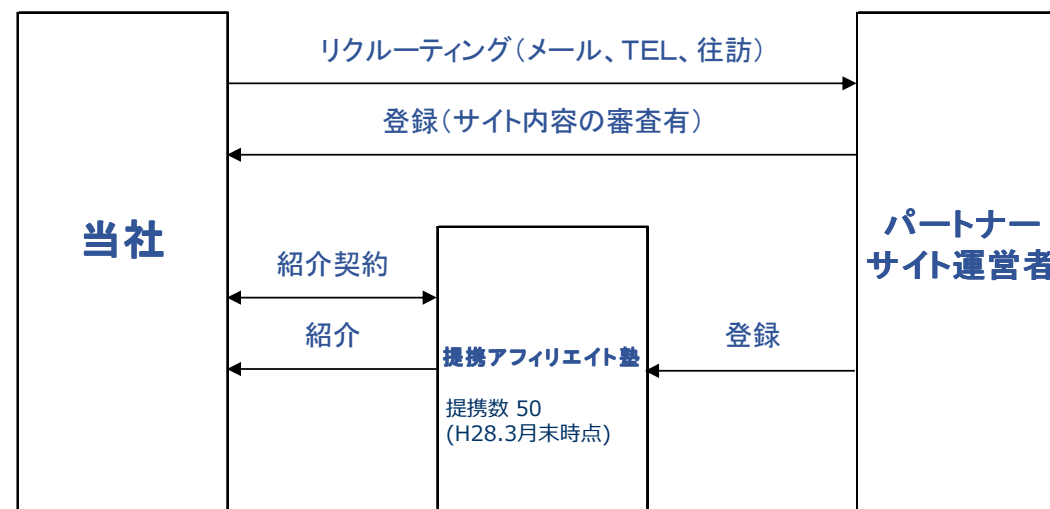 リクルーティング（メール、TEL、往訪）
登録（サイト内容の審査有）
当社
パートナー
サイト運営者
紹介契約
紹介
提携アフィリエイト塾
登録
提携数 50
(H28.3月末時点)